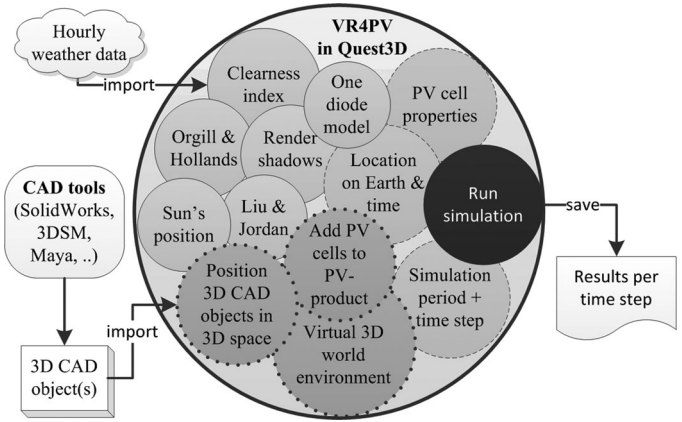 Hourly
weather data
import
VR4PV
in Quest3D
Clearness
index
One
diode
model
PV cell
properties
Orgill &
Hollands
Render
shadows
Location
on Earth &
time
Run
simulation
save
Results per
time step
CAD tools
(SolidWorks,
3DSM,
Maya, ..)
Sun's
position
Liu &
Jordan
Add PV
cells to
PV-
product
Position
3D CAD
objects in
3D space
Simulation
period +
time step
Virtual 3D
world
environment
import
3D CAD
object(s)